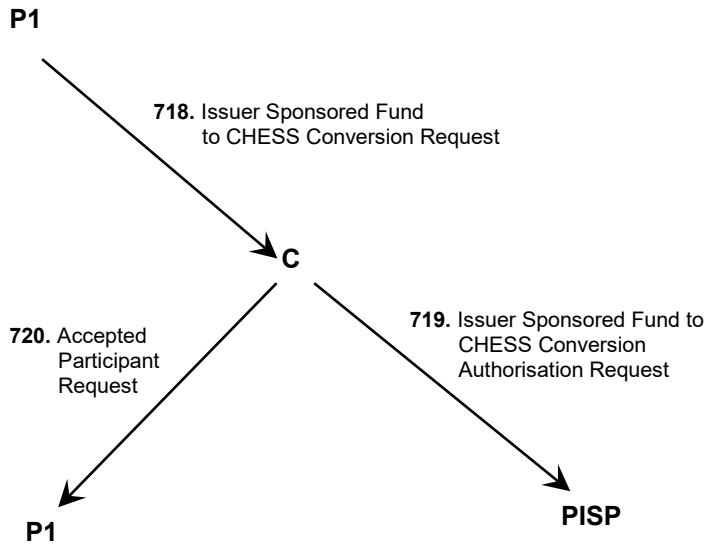 P1
718. Issuer Sponsored Fund
to CHESS Conversion Request
C
720. Accepted
Participant
Request
719. Issuer Sponsored Fund to
CHESS Conversion
Authorisation Request
P1
PISP